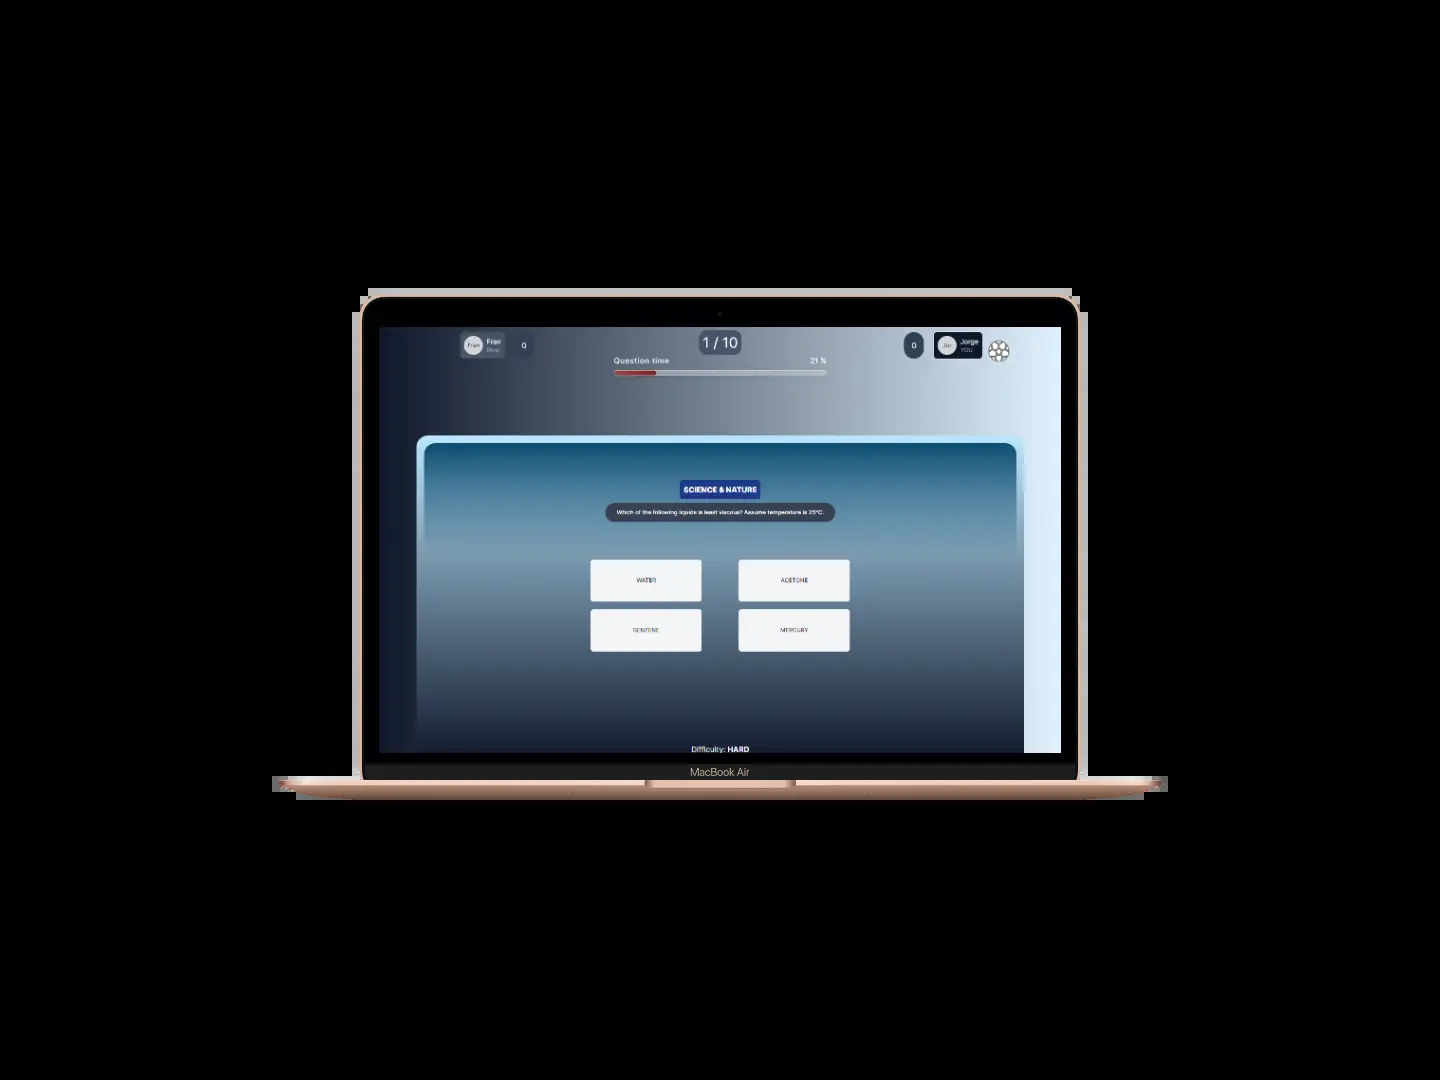 Fran
Fran
Rival
0
1 / 10
0
Jor
Jorge
YOU
Question time
21 %
SCIENCE & NATURE
Which of the following liquids is least viscous? Assume temperature is 25°C.
WATER
ACETONE
BENZENE
MERCURY
Difficulty: HARD
MacBook Air